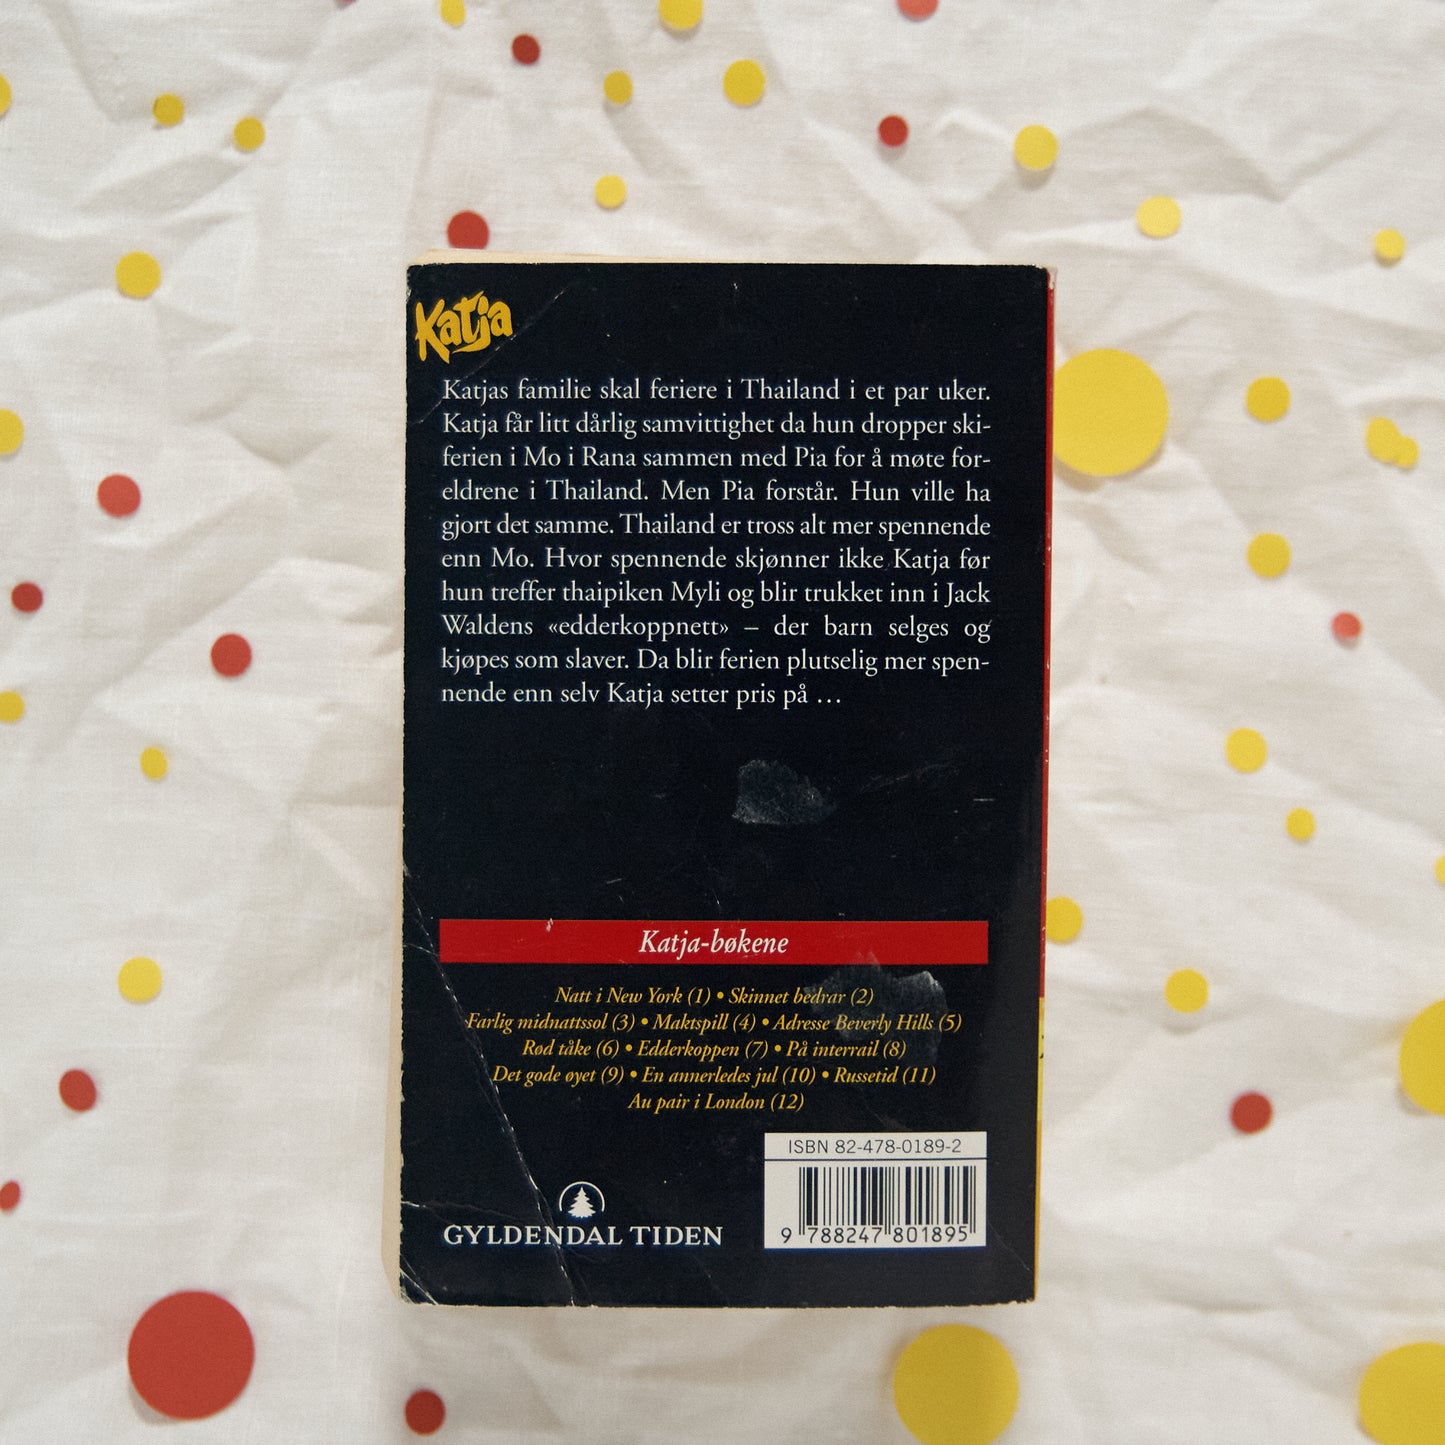 Katja
Katjas familie skal feriere i Thailand i et par uker.
Katja får litt dårlig samvittighet da hun dropper ski-
ferien i Mo i Rana sammen med Pia for å møte for-
eldrene i Thailand. Men Pia forstår. Hun ville ha
gjort det samme. Thailand er tross alt mer spennende
enn Mo. Hvor spennende skjønner ikke Katja før
hun treffer thaipiken Myli og blir trukket inn i Jack
Waldens «edderkoppnett» – der barn selges og
kjøpes som slaver. Da blir ferien plutselig mer spen-
nende enn selv Katja setter pris på …
Katja-bøkene
Natt i New York (1) • Skinnet bedrar (2)
Farlig midnattssol (3) • Maktspill (4) • Adresse Beverly Hills (5)
Rød tåke (6) • Edderkoppen (7) • På interrail (8)
Det gode øyet (9) • En annerledes jul (10) • Russetid (11)
Au pair i London (12)
ISBN 82-478-0189-2
9 788247 801895
GYLDENDAL TIDEN